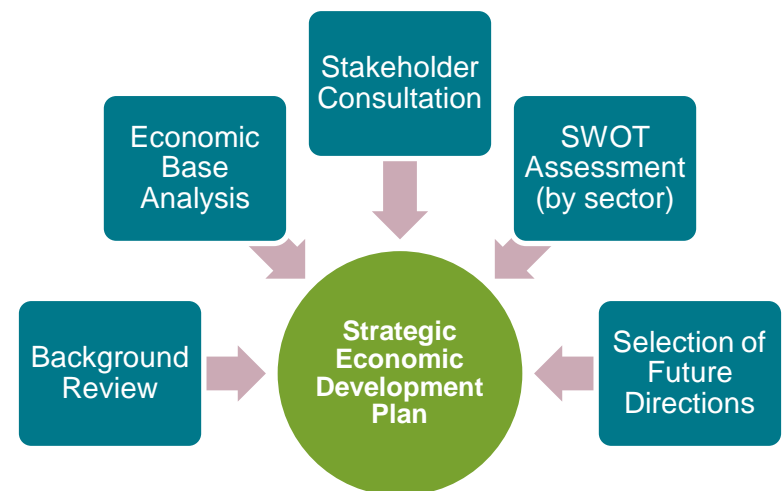 Stakeholder
Consultation
Economic
Base
Analysis
SWOT
Assessment
(by sector)
Background
Review
Strategic
Economic
Development
Plan
Selection of
Future
Directions